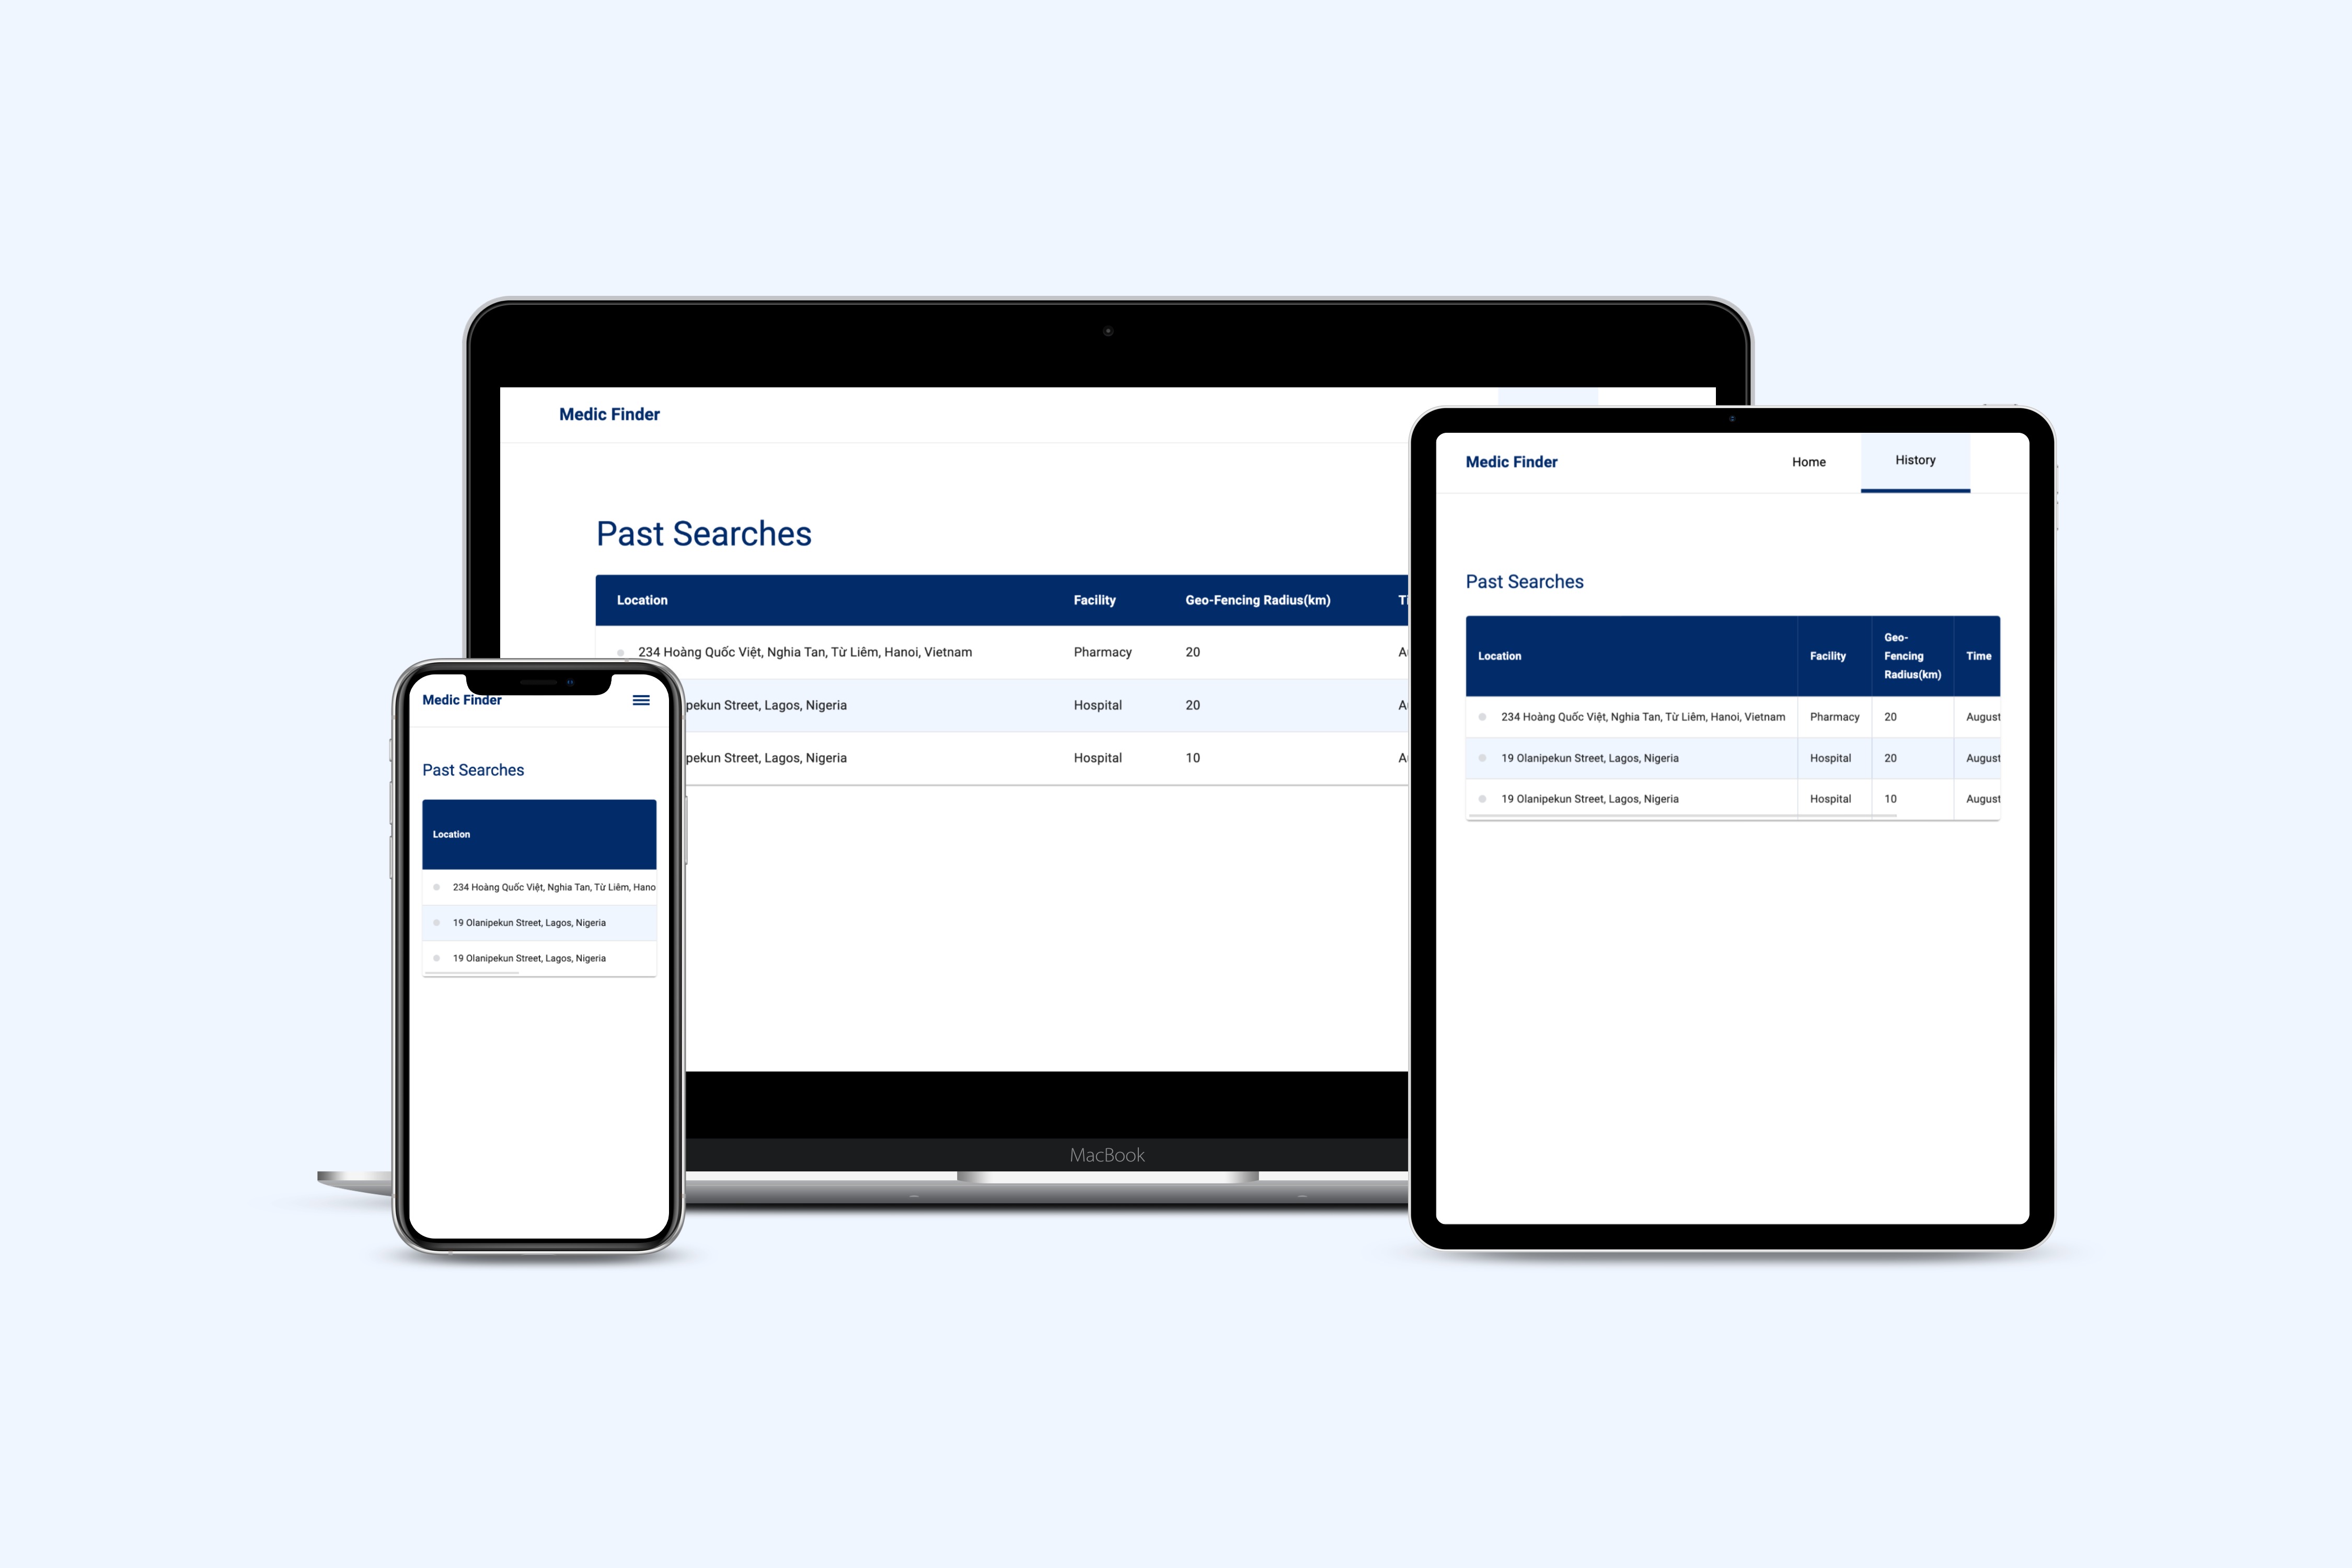 Medic Finder
Past Searches
Location Facility Geo-Fencing Radius(km)
234 Hoàng Quốc Việt, Nghia Tan, Từ Liêm, Hanoi, Vietnam Pharmacy 20
Street, Lagos, Nigeria Hospital 20
Street, Lagos, Nigeria Hospital 10
MacBook
Medic Finder
Past Searches
Location
234 Hoàng Quốc Việt, Nghia Tan, Từ Liêm, Hano
19 Olanipekun Street, Lagos, Nigeria
19 Olanipekun Street, Lagos, Nigeria
Medic Finder Home History
Past Searches
Location Facility Geo-
Fencing
Radius(km) Time
234 Hoàng Quốc Việt, Nghia Tan, Từ Liêm, Hanoi, Vietnam Pharmacy 20 August
19 Olanipekun Street, Lagos, Nigeria Hospital 20 August
19 Olanipekun Street, Lagos, Nigeria Hospital 10 August